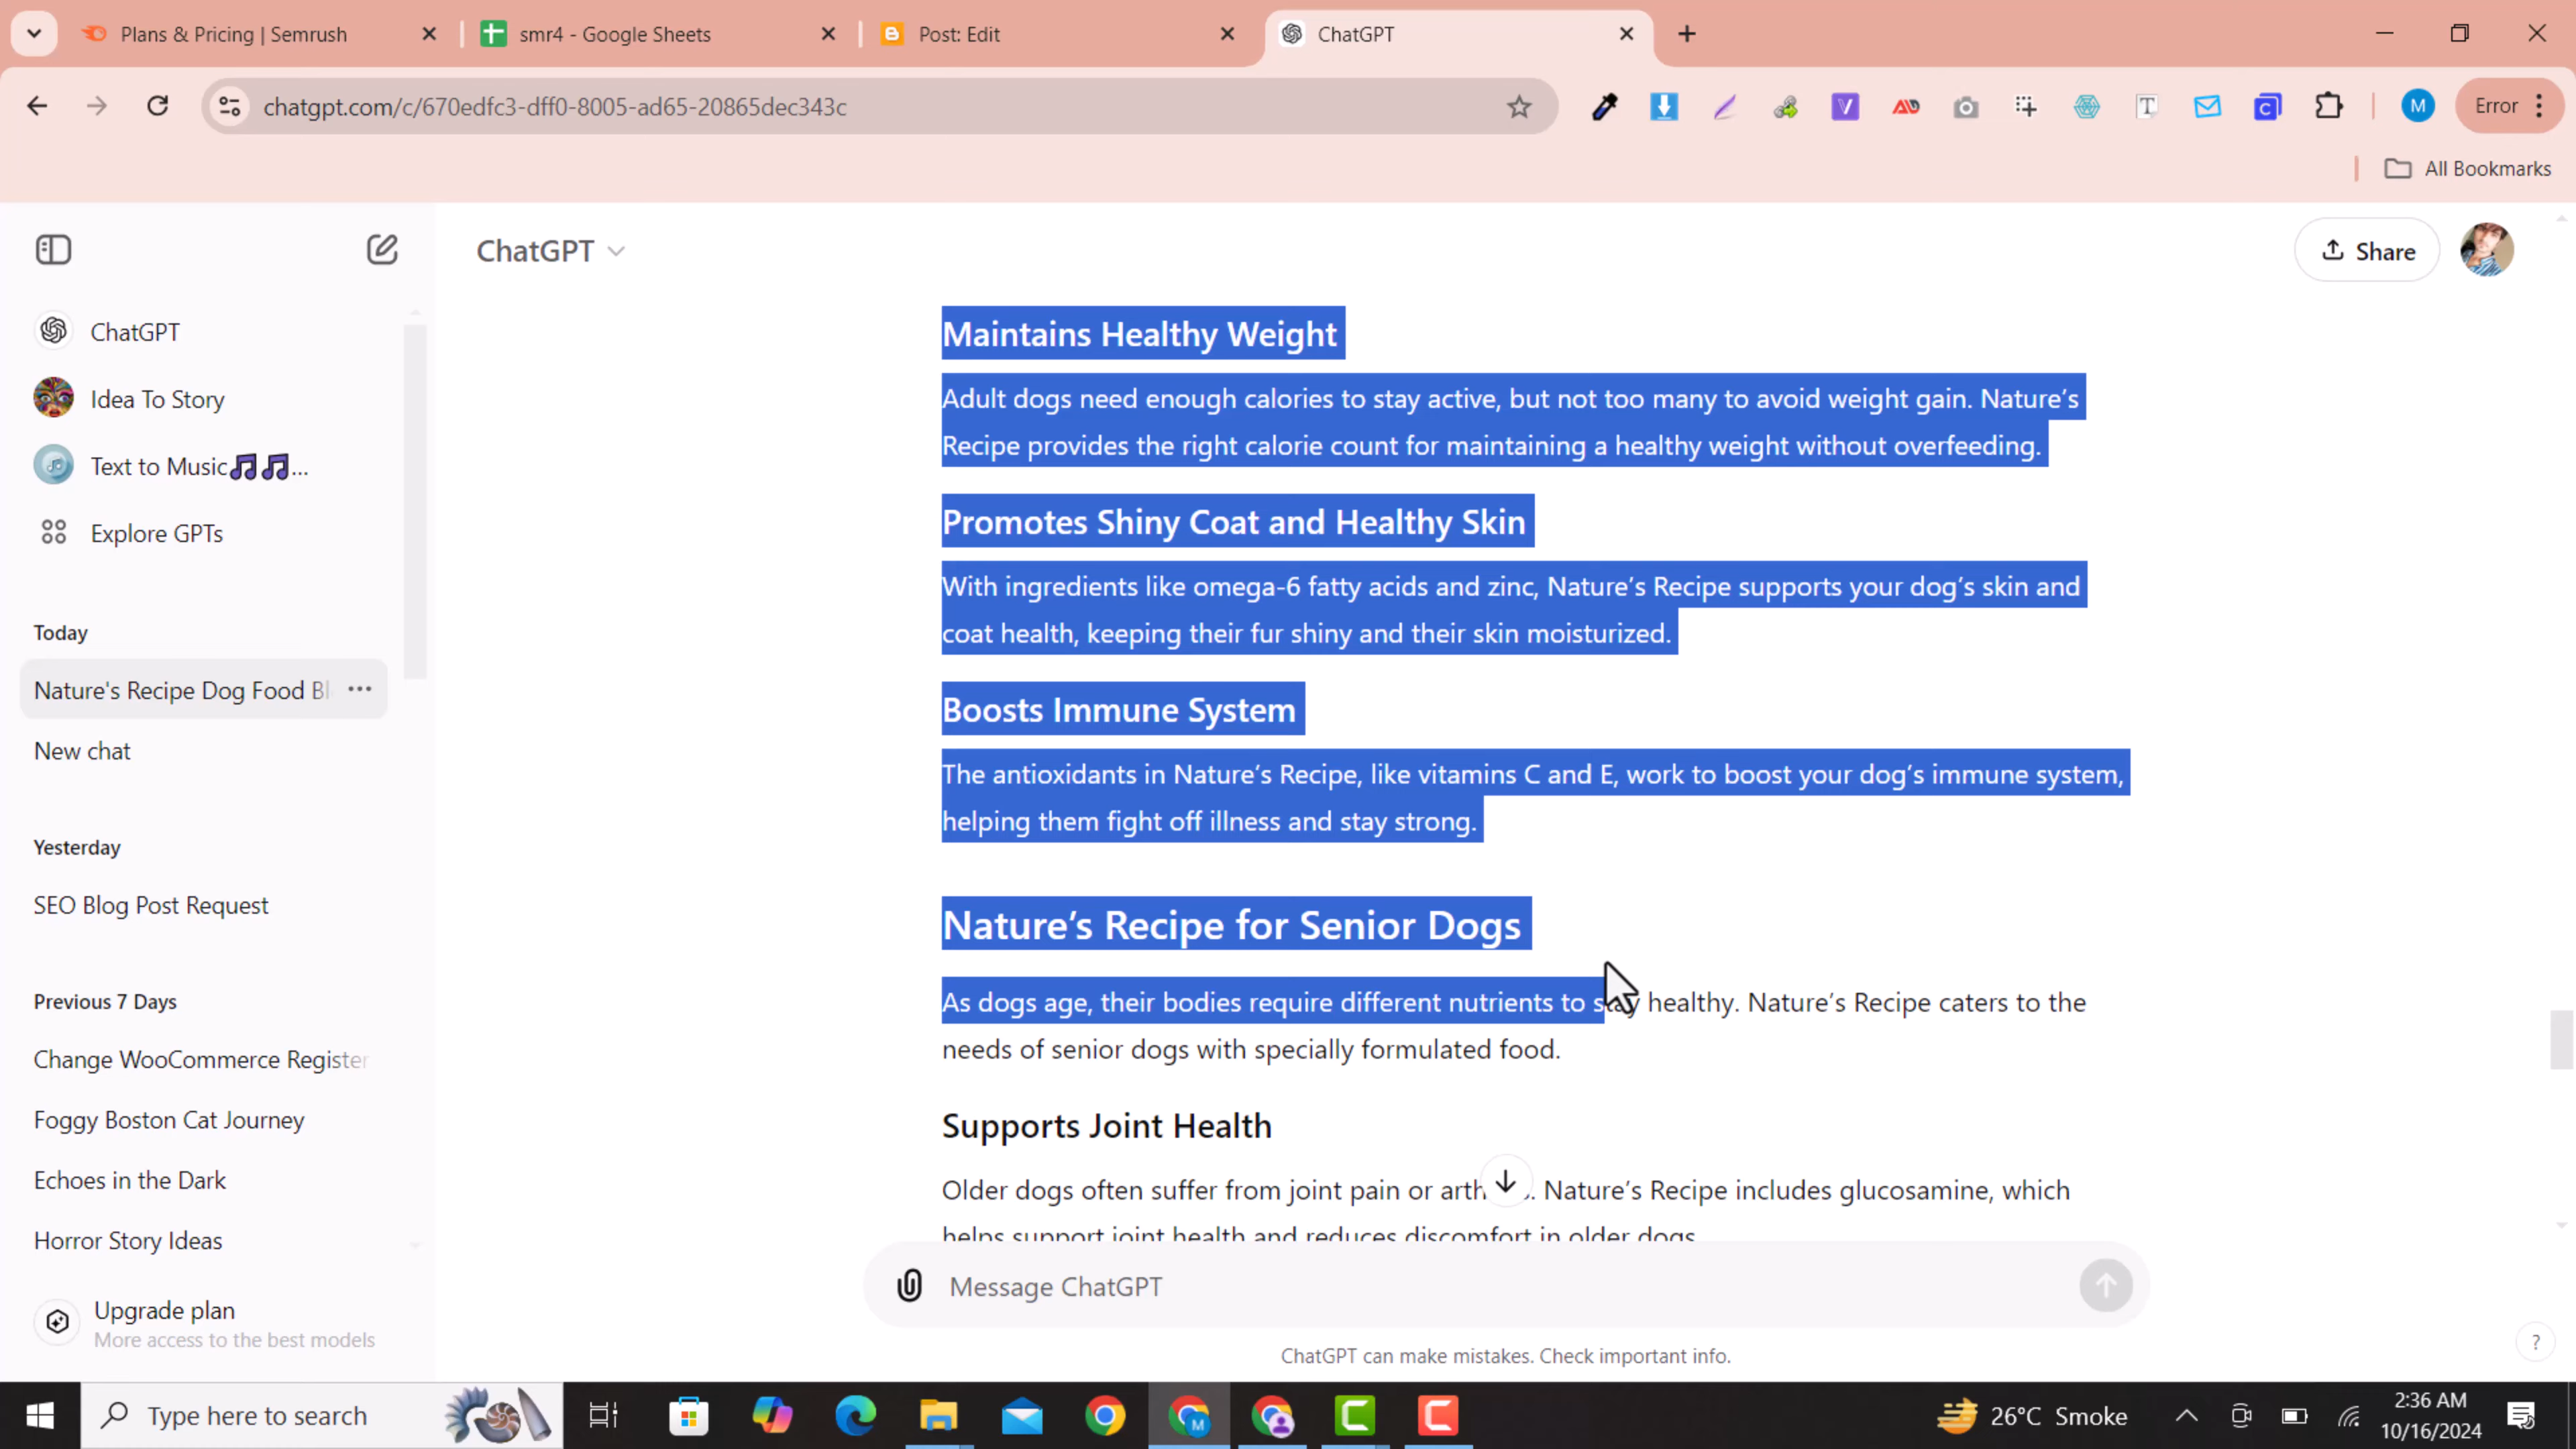 Plans & Pricing | Semrush
smr4 - Google Sheets
Post: Edit
ChatGPT
chatgpt.com/c/670edfc3-dff0-8005-ad65-20865dec343c
M
Error
All Bookmarks
ChatGPT
Share
ChatGPT
Idea To Story
Text to Music🎵🎵...
Explore GPTs
Today
Nature's Recipe Dog Food Bl
New chat
Yesterday
SEO Blog Post Request
Previous 7 Days
Change WooCommerce Register
Foggy Boston Cat Journey
Echoes in the Dark
Horror Story Ideas
Upgrade plan
More access to the best models
Maintains Healthy Weight
Adult dogs need enough calories to stay active, but not too many to avoid weight gain. Nature’s
Recipe provides the right calorie count for maintaining a healthy weight without overfeeding.
Promotes Shiny Coat and Healthy Skin
With ingredients like omega-6 fatty acids and zinc, Nature’s Recipe supports your dog’s skin and
coat health, keeping their fur shiny and their skin moisturized.
Boosts Immune System
The antioxidants in Nature’s Recipe, like vitamins C and E, work to boost your dog’s immune system,
helping them fight off illness and stay strong.
Nature’s Recipe for Senior Dogs
As dogs age, their bodies require different nutrients to stay healthy. Nature’s Recipe caters to the
needs of senior dogs with specially formulated food.
Supports Joint Health
Older dogs often suffer from joint pain or Nature’s Recipe includes glucosamine, which
helps support joint health and reduces discomfort in older dogs.
Message ChatGPT
ChatGPT can make mistakes. Check important info.
?
Type here to search
26°C Smoke
2:36 AM
10/16/2024